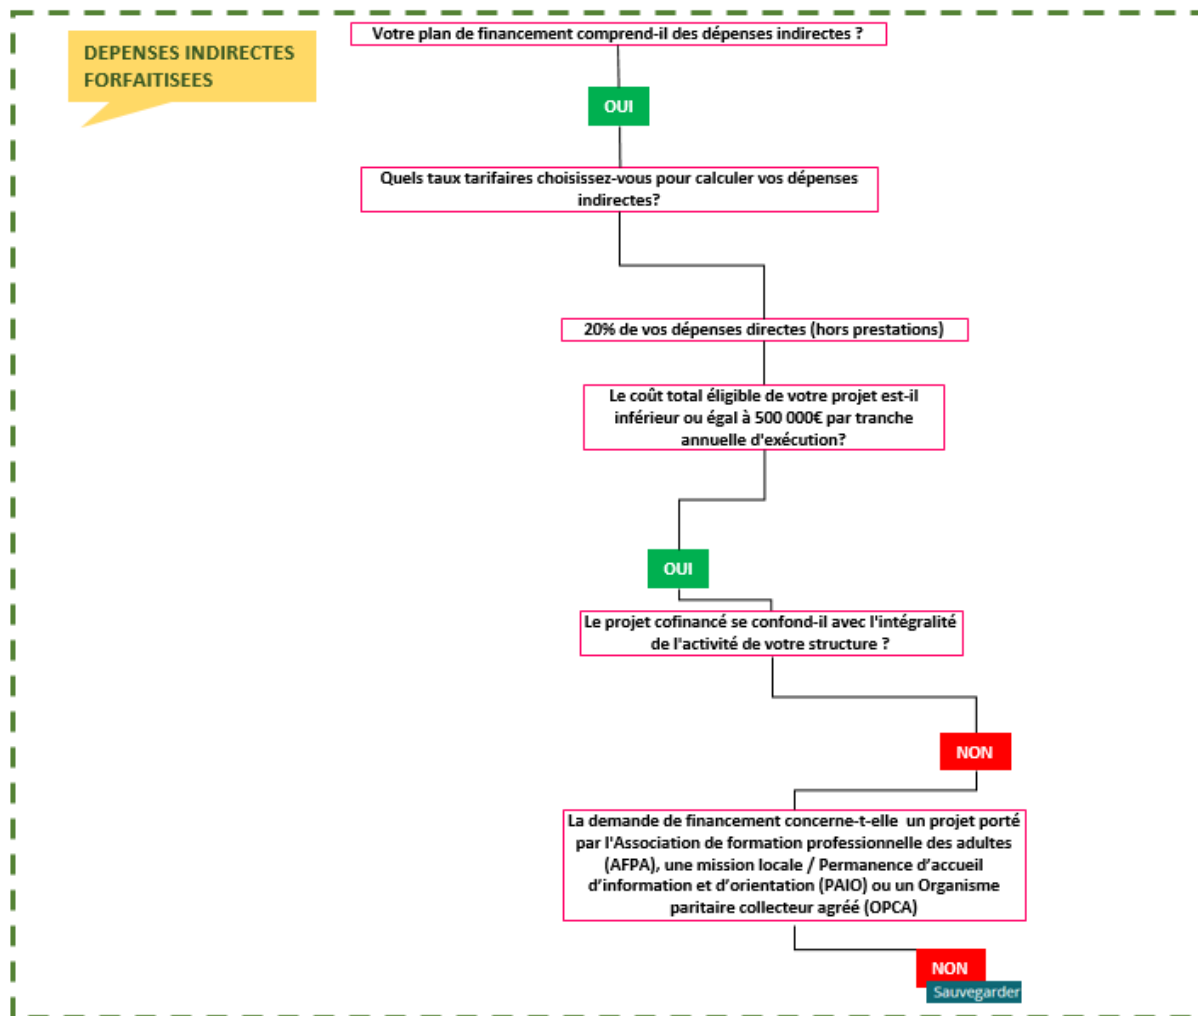 DEPENSES INDIRECTES
FORFAITISEES
Votre plan de financement comprend-il des dépenses indirectes ?
OUI
Quels taux tarifaires choisissez-vous pour calculer vos dépenses
indirectes?
20% de vos dépenses directes (hors prestations)
Le coût total éligible de votre projet est-il
inférieur ou égal à 500 000€ par tranche
annuelle d'exécution?
OUI
Le projet cofinancé se confond-il avec l'intégralité
de l'activité de votre structure ?
NON
La demande de financement concerne-t-elle un projet porté
par l'Association de formation professionnelle des adultes
(AFPA), une mission locale / Permanence d’accueil
d’information et d’orientation (PAIO) ou un Organisme
paritaire collecteur agréé (OPCA)
NON
Sauvegarder